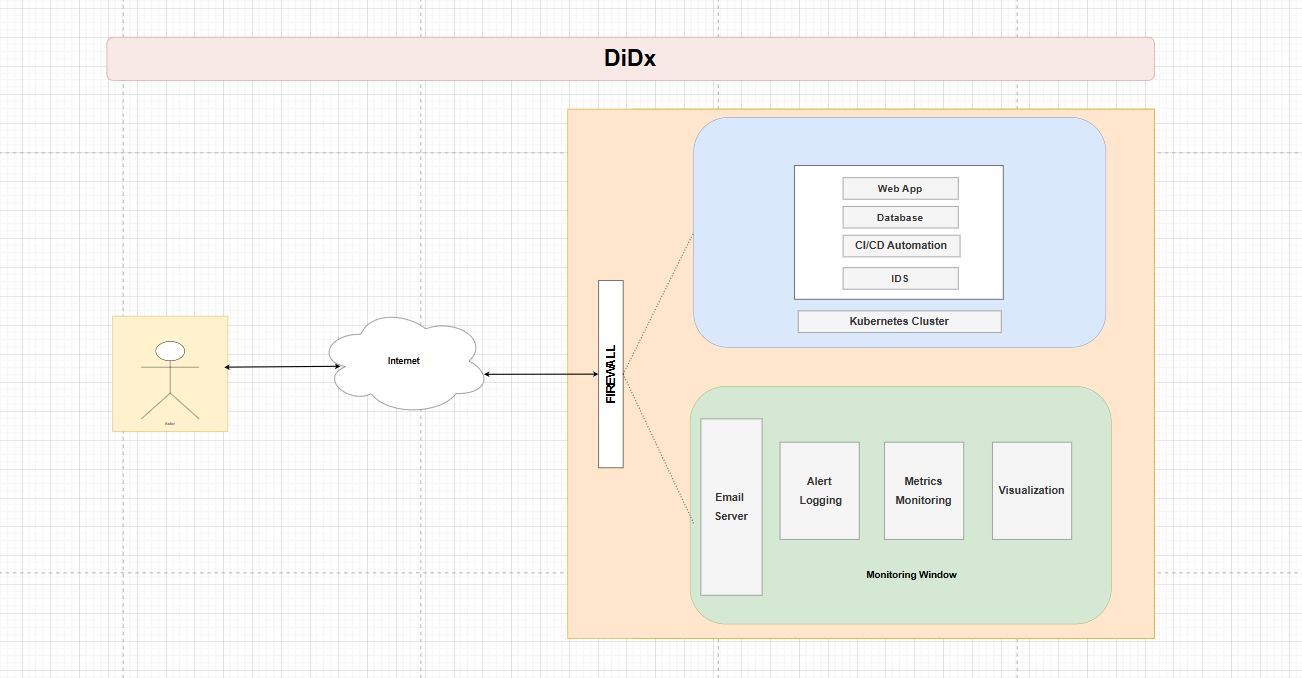 DiDx
Web App
Database
CI/CD Automation
IDS
Kubernetes Cluster
Internet
FIREWALL
Actor
Email
Server
Alert
Logging
Metrics
Monitoring
Visualization
Monitoring Window